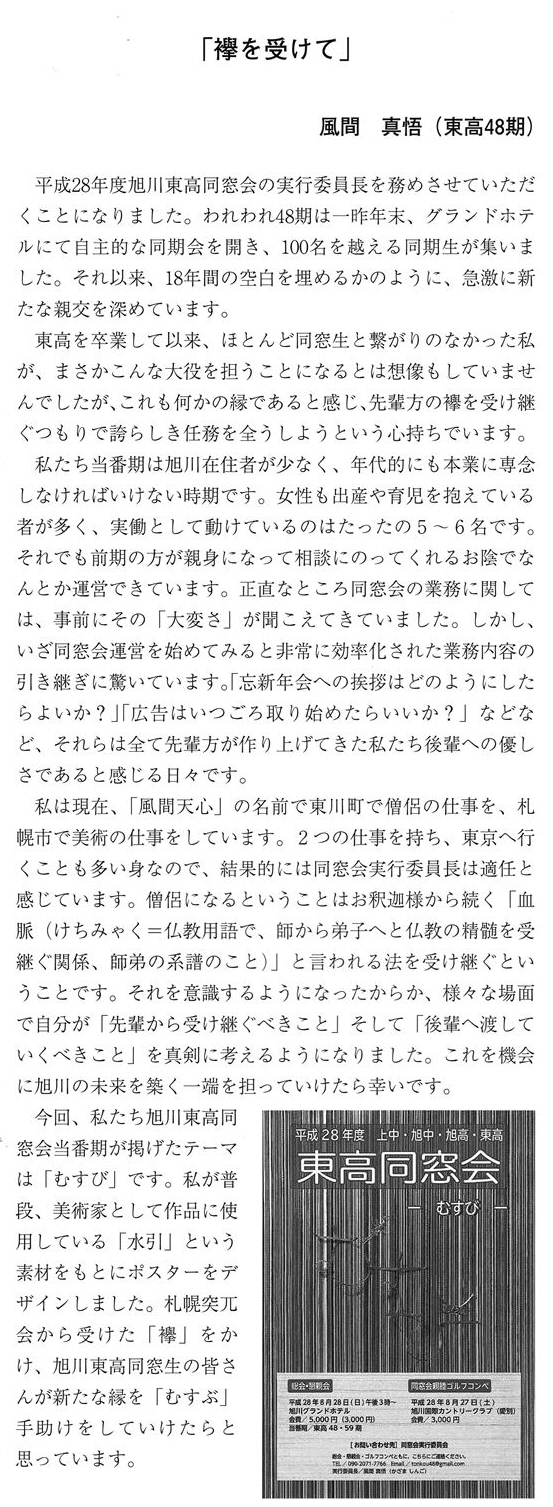 「襷を受けて」
風間　真悟（東高48期）
　平成28年度旭川東高同窓会の実行委員長を務めさせていただ
くことになりました。われわれ48期は一昨年末、グランドホテ
ルにて自主的な同期会を開き、100名を越える同期生が集いま
した。それ以来、18年間の空白を埋めるかのように、急激に新
たな親交を深めています。
　東高を卒業して以来、ほとんど同窓生と繋がりのなかった私
が、まさかこんな大役を担うことになるとは想像もしていませ
んでしたが、これも何かの縁であると感じ、先輩方の襷を受け継
ぐつもりで誇らしき任務を全うしようという心持ちでいます。
　私たち当番期は旭川在住者が少なく、年代的にも本業に専念
しなければいけない時期です。女性も出産や育児を抱えている
者が多く、実働として動けているのはたったの５～６名です。
それでも前期の方が親身になって相談にのってくれるお陰でな
んとか運営できています。正直なところ同窓会の業務に関して
は、事前にその「大変さ」が聞こえてきていました。しかし、
いざ同窓会運営を始めてみると非常に効率化された業務内容の
引き継ぎに驚いています。「忘新年会への挨拶はどのようにした
らよいか？」「広告はいつごろ取り始めたらいいか？」などな
ど、それらは全て先輩方が作り上げてきた私たち後輩への優し
さであると感じる日々です。
　私は現在、「風間天心」の名前で東川町で僧侶の仕事を、札
幌市で美術の仕事をしています。２つの仕事を持ち、東京へ行
くことも多い身なので、結果的には同窓会実行委員長は適任と
感じています。僧侶になるということはお釈迦様から続く「血
脈（けちみゃく＝仏教用語で、師から弟子へと仏教の精髄を受
継ぐ関係、師弟の系譜のこと）」と言われる法を受け継ぐとい
うことです。それを意識するようになったからか、様々な場面
で自分が「先輩から受け継ぐべきこと」そして「後輩へ渡して
いくべきこと」を真剣に考えるようになりました。これを機会
に旭川の未来を築く一端を担っていけたら幸いです。
　今回、私たち旭川東高同
窓会当番期が掲げたテーマ
は「むすび」です。私が普
段、美術家として作品に使
用している「水引」という
素材をもとにポスターをデ
ザインしました。札幌突兀
会から受けた「襷」をか
け、旭川東高同窓生の皆さ
んが新たな縁を「むすぶ」
手助けをしていけたらと
思っています。
平成28年度　上中・旭中・旭高・東高
東高同窓会
― むすび ―
総会・懇親会
平成28年8月28日(日)午後3時〜
旭川グランドホテル
会費／5,000円（3,000円）
当番期／東高48・59期
同窓会親睦ゴルフコンペ
平成28年8月27日(土)
旭川国際カントリークラブ（愛別）
会費／3,000円
【お問い合わせ先】同窓会実行委員会
総会・懇親会・ゴルフコンペともに、こちらにご連絡ください。
TEL／090-2071-7766　Email／tonkou48@gmail.com
実行委員長／風間 真悟（かざま しんご）